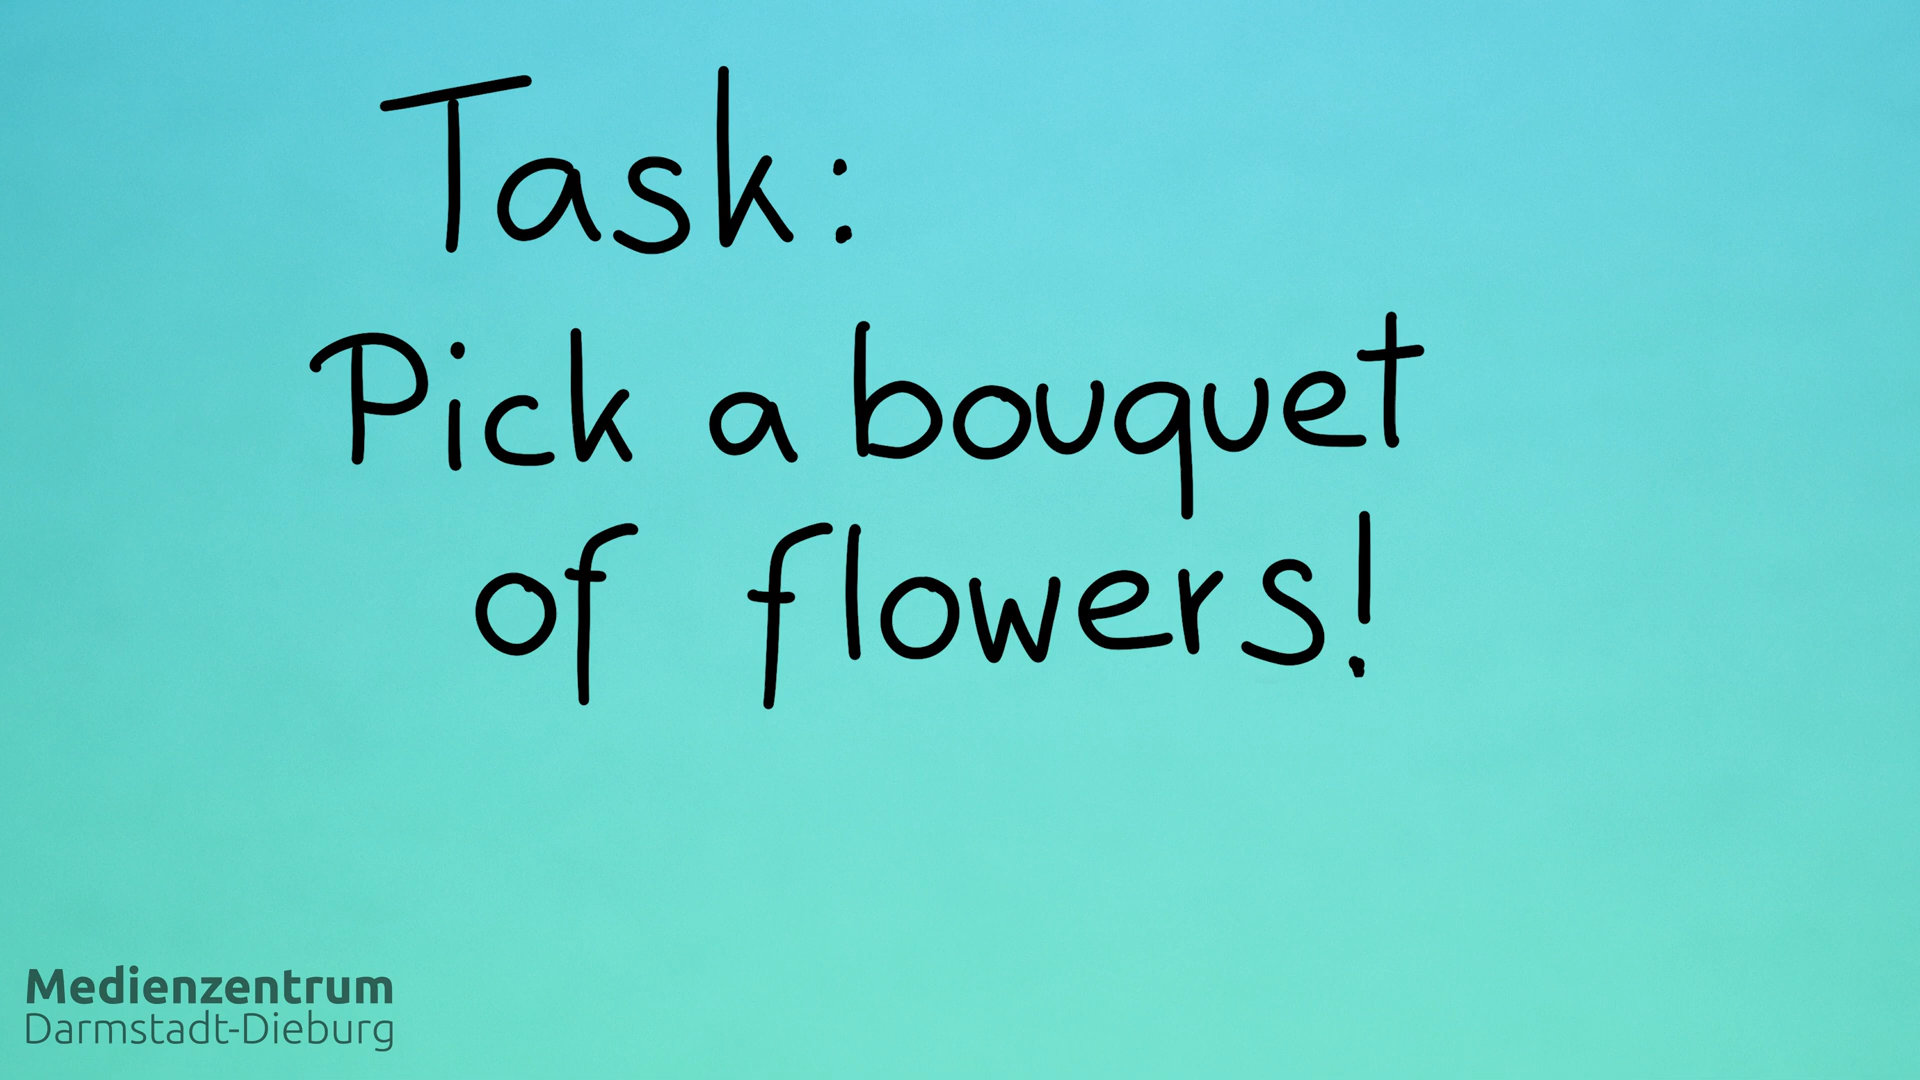 Task:
Pick a bouquet
of flowers!
Medienzentrum
Darmstadt-Dieburg